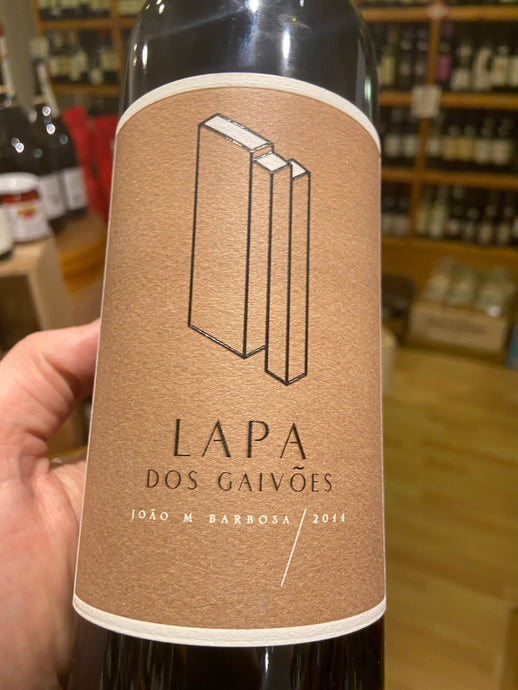 LAPA
DOS GAIVÕES
JOÃO M BARBOSA / 2014